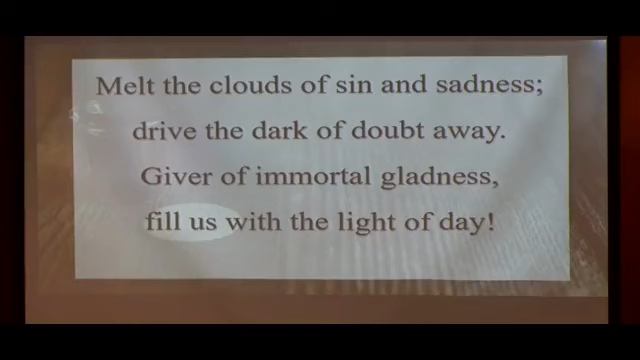 Melt the clouds of sin and sadness;
drive the dark of doubt away.
Giver of immortal gladness,
fill us with the light of day!